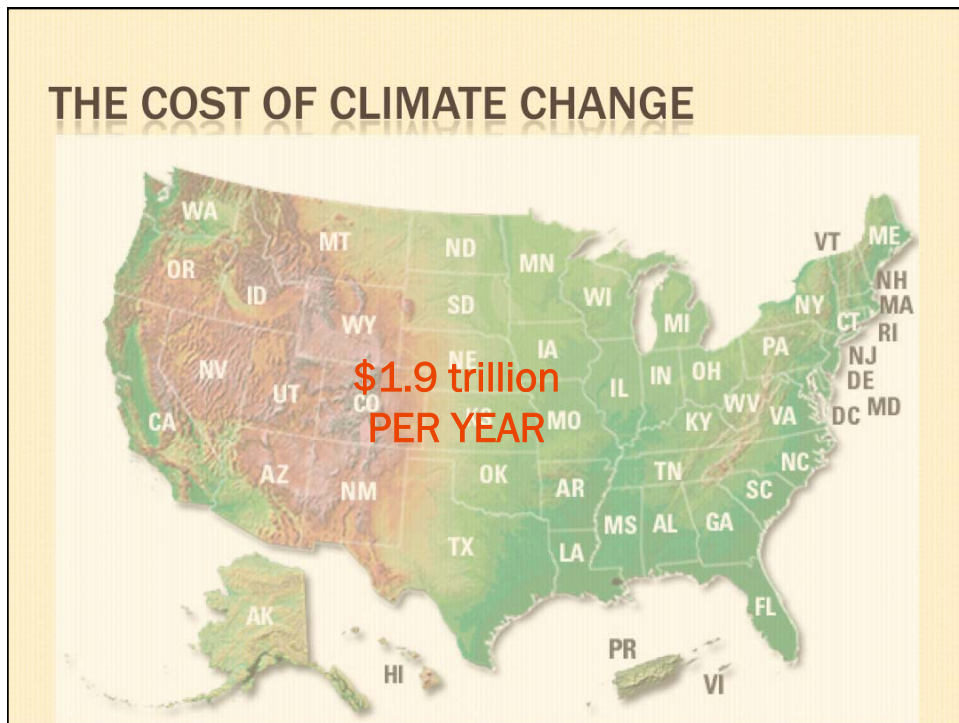 THE COST OF CLIMATE CHANGE
WA
MT
ND
MN
VT
ME
OR
ID
SD
WI
NY
NH
MA
WY
MI
CT
RI
NV
NE
IA
PA
NJ
$1.9 trillion
UT
CO
IL
IN
OH
DE
CA
KS
PER YEAR
MO
KY
WV
VA
DC
MD
AZ
NM
OK
AR
TN
NC
SC
TX
LA
MS
AL
GA
FL
AK
HI
PR
VI